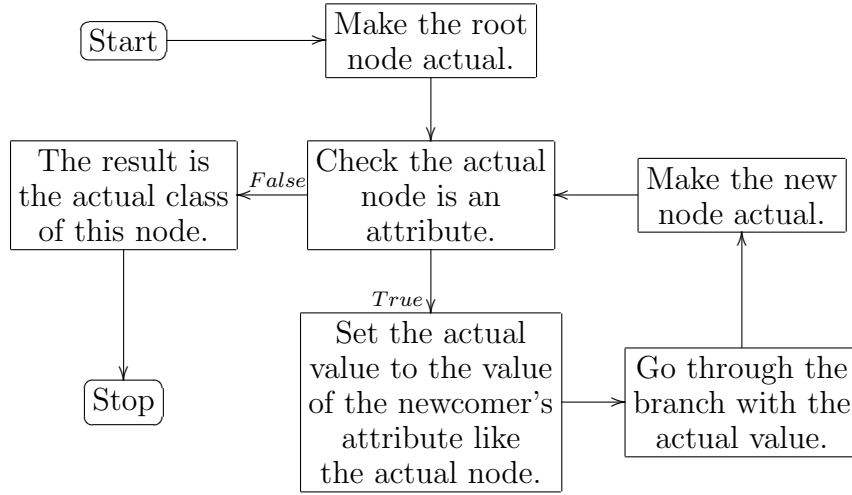 Start
Make the root
node actual.
The result is
the actual class
of this node.
False
Check the actual
node is an
attribute.
Make the new
node actual.
True
Stop
Set the actual
value to the value
of the newcomer's
attribute like
the actual node.
Go through the
branch with the
actual value.